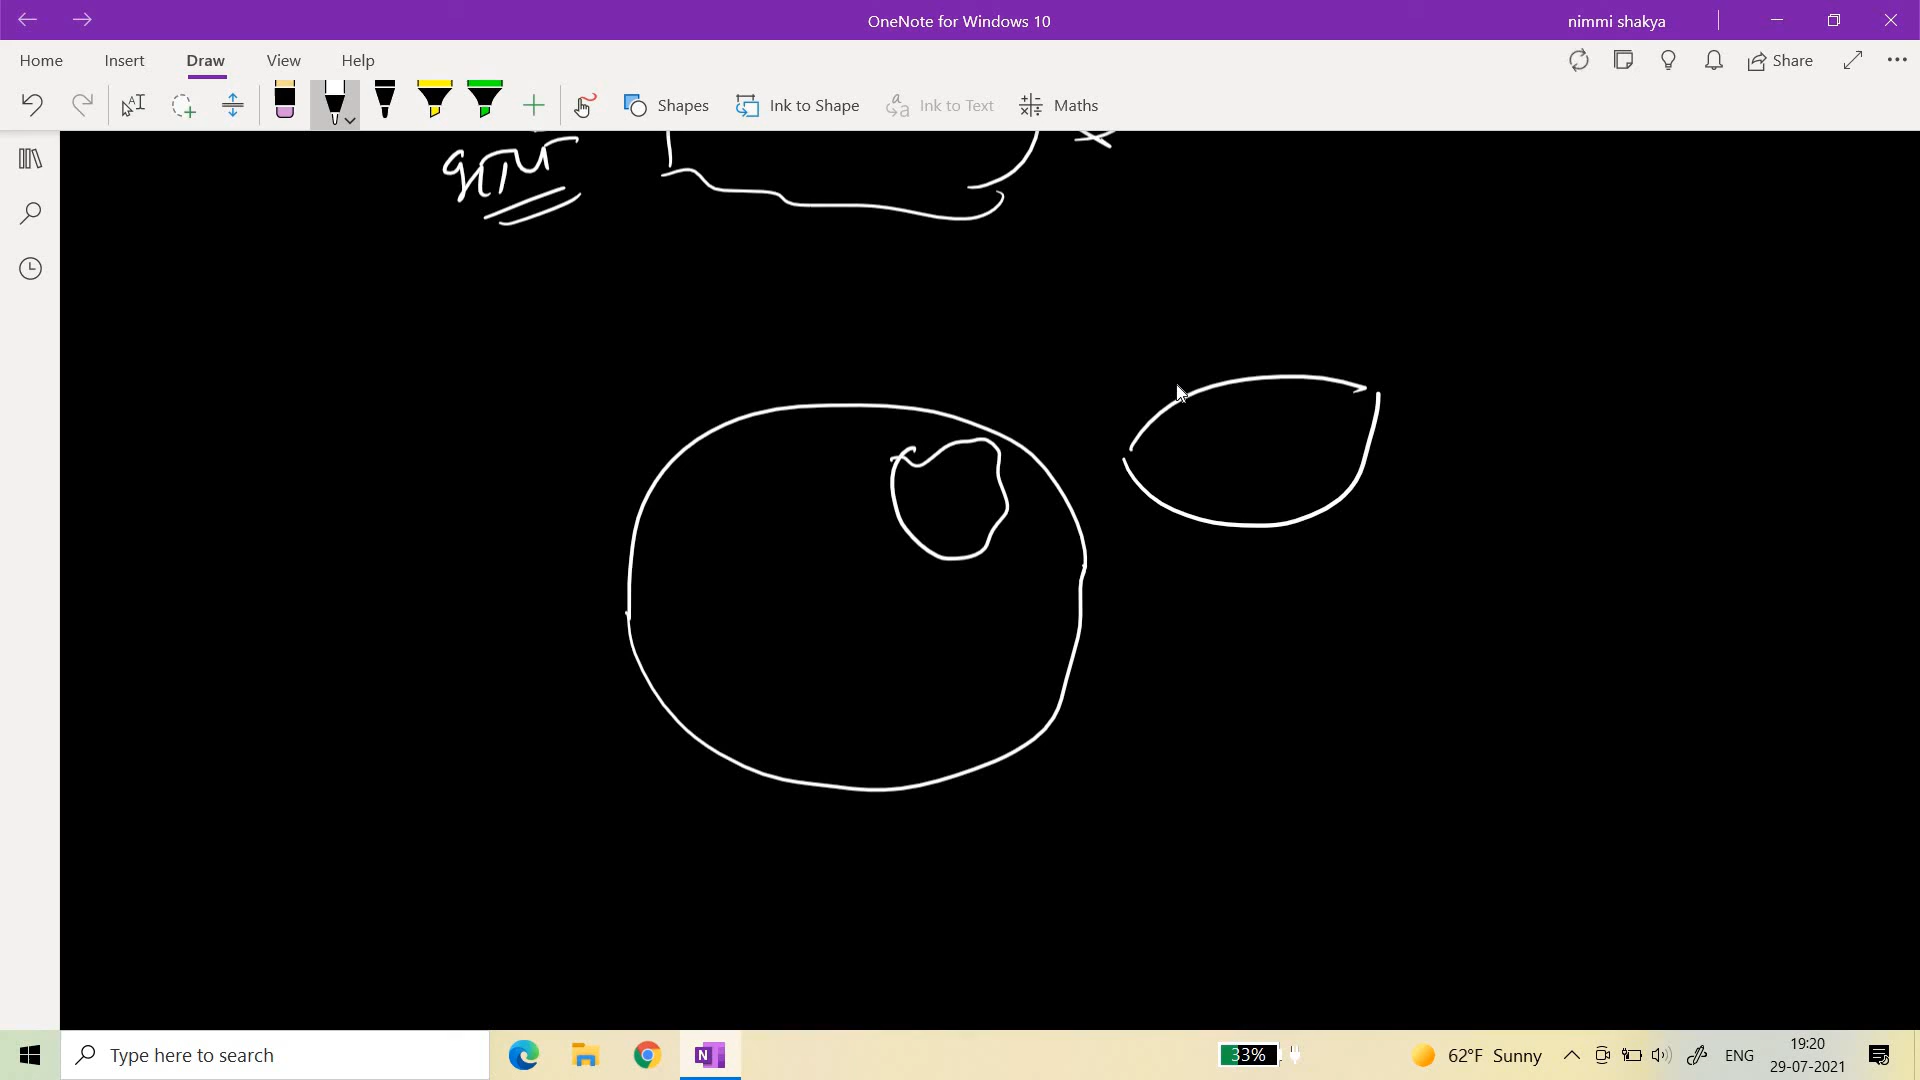 OneNote for Windows 10
nimmi shakya
Home Insert Draw View Help
Share
Shapes Ink to Shape Ink to Text Maths
Type here to search
33%
62°F Sunny
ENG
19:20
29-07-2021